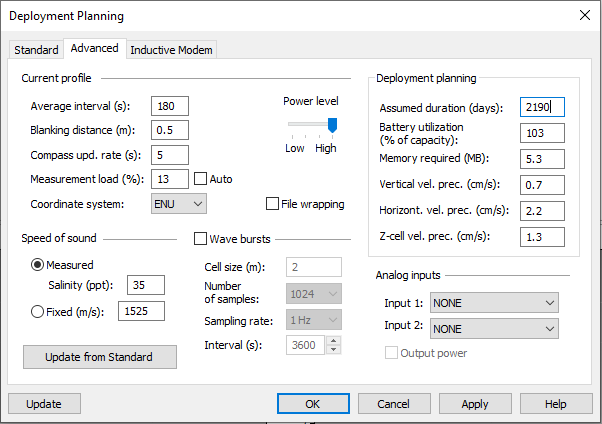 Deployment Planning
Standard
Advanced
Inductive Modem
Current profile
Average interval (s): 180
Blanking distance (m): 0.5
Compass upd. rate (s): 5
Measurement load (%): 13
Auto
Coordinate system: ENU
Power level
Low High
File wrapping
Deployment planning
Assumed duration (days): 2190
Battery utilization
(% of capacity): 103
Memory required (MB): 5.3
Vertical vel. prec. (cm/s): 0.7
Horizont. vel. prec. (cm/s): 2.2
Z-cell vel. prec. (cm/s): 1.3
Speed of sound
Measured
Salinity (ppt): 35
Fixed (m/s): 1525
Update from Standard
Wave bursts
Cell size (m): 2
Number
of samples: 1024
Sampling rate: 1 Hz
Interval (s): 3600
Analog inputs
Input 1: NONE
Input 2: NONE
Output power
Update
OK
Cancel
Apply
Help